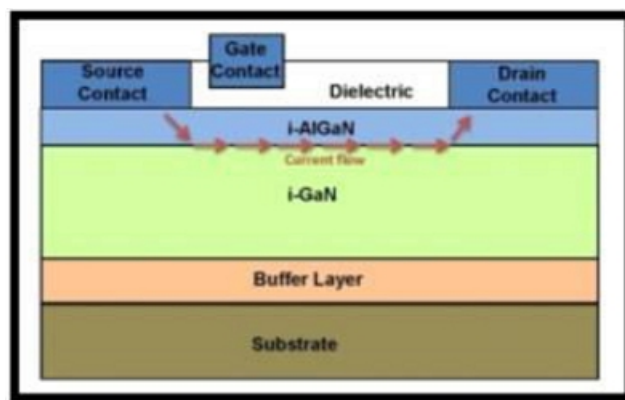 Gate
Contact
Source
Contact
Dielectric
Drain
Contact
i-AlGaN
Current flow
i-GaN
Buffer Layer
Substrate